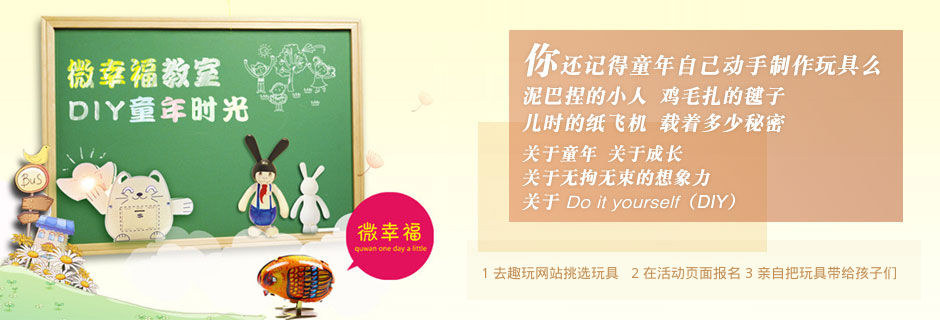 微幸福教室
DIY童年时光
BUS
微幸福
quwan one day a little
你还记得童年自己动手制作玩具么
泥巴捏的小人 鸡毛扎的毽子
儿时的纸飞机 载着多少秘密
关于童年 关于成长
关于无拘无束的想象力
关于 Do it yourself（DIY）
1 去趣玩网站挑选玩具 2 在活动页面报名 3 亲自把玩具带给孩子们